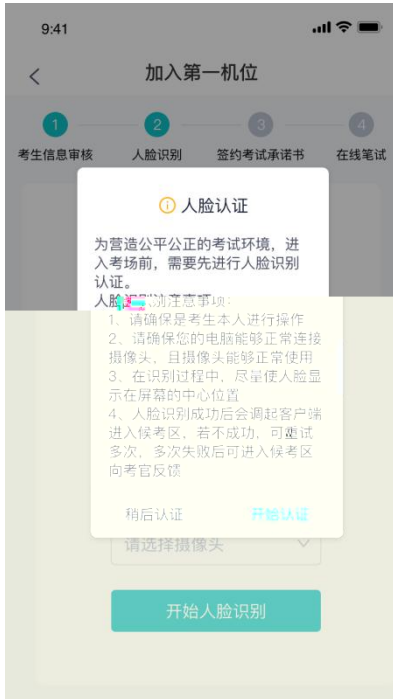 9:41
加入第一机位
1
2
3
4
考生信息审核
人脸识别
签约考试承诺书
在线笔试
人脸认证
为营造公平公正的考试环境，进
入考场前，需要先进行人脸识别
认证。
人脸识别注意事项：
1、请确保是考生本人进行操作
2、请确保您的电脑能够正常连接
摄像头，且摄像头能够正常使用
3、在识别过程中，尽量使人脸显
示在屏幕的中心位置
4、人脸识别成功后会调起客户端
进入候考区，若不成功，可重试
多次，多次失败后可进入候考区
向考官反馈
稍后认证
开始认证
请选择摄像头
开始人脸识别